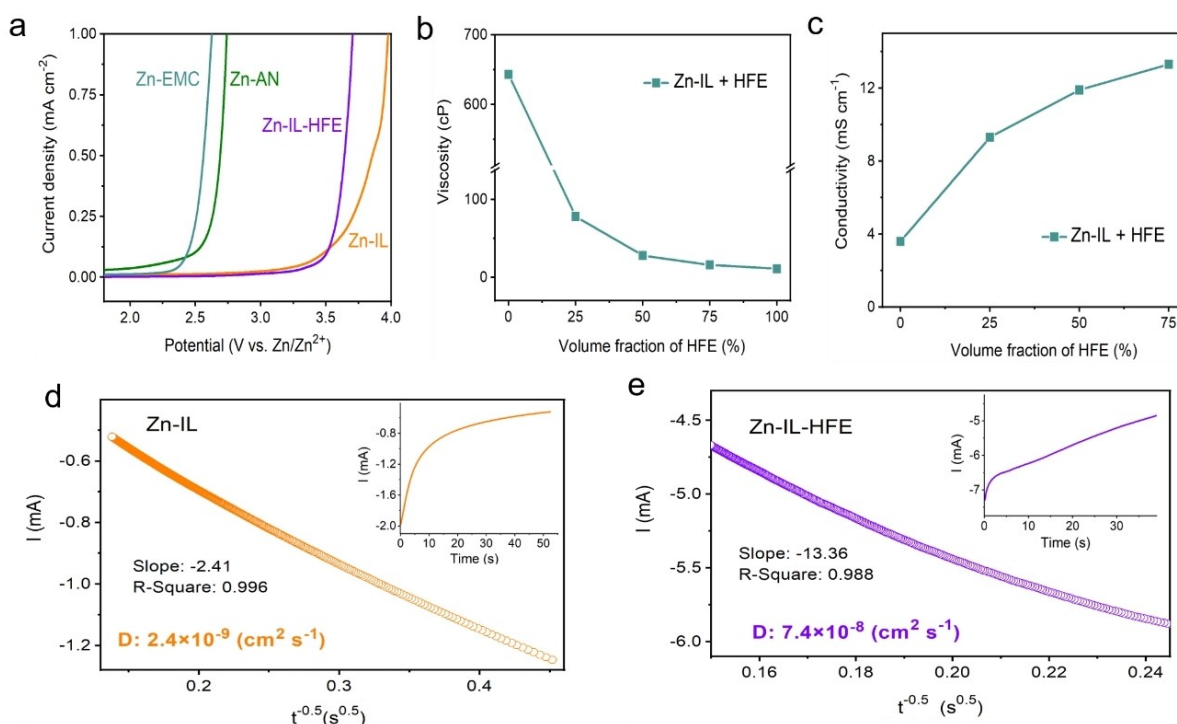 a
Current density (mA cm⁻²)
1.00
0.75
0.50
0.25
0.00
Zn-EMC
Zn-AN
Zn-IL-HFE
Zn-IL
2.0
2.5
3.0
3.5
4.0
Potential (V vs. Zn/Zn²⁺)
b
Viscosity (cP)
700
600
100
0
Zn-IL + HFE
0
25
50
75
100
Volume fraction of HFE (%)
c
Conductivity (mS cm⁻¹)
12
8
4
0
Zn-IL + HFE
0
25
50
75
Volume fraction of HFE (%)
d
Zn-IL
I (mA)
-0.6
-0.8
-1.0
-1.2
Slope: -2.41
R-Square: 0.996
D: 2.4×10⁻⁹ (cm² s⁻¹)
0.2
0.3
0.4
t⁻⁰·⁵(s⁰·⁵)
I (mA)
-0.4
-0.8
-1.2
-1.6
-2.0
0
10
20
30
40
50
Time (s)
e
Zn-IL-HFE
I (mA)
-4.5
-5.0
-5.5
-6.0
Slope: -13.36
R-Square: 0.988
D: 7.4×10⁻⁸ (cm² s⁻¹)
0.16
0.18
0.20
0.22
0.24
t⁻⁰·⁵ (s⁰·⁵)
I (mA)
-5
-6
-7
0
10
20
30
Time (s)